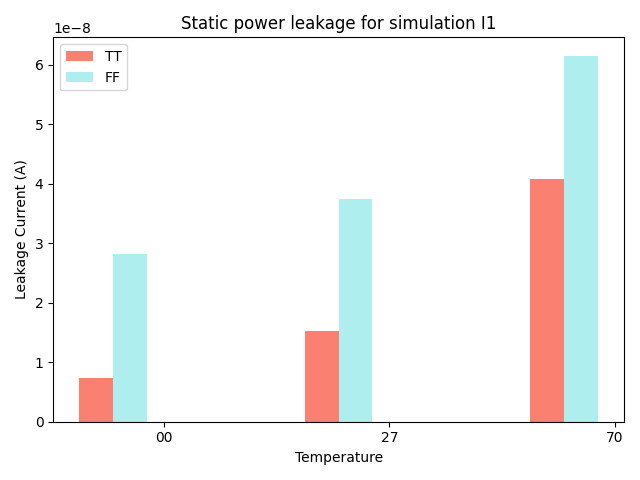 Static power leakage for simulation I1
1e−8
TT
FF
6
5
4
3
2
1
0
Leakage Current (A)
00
27
70
Temperature